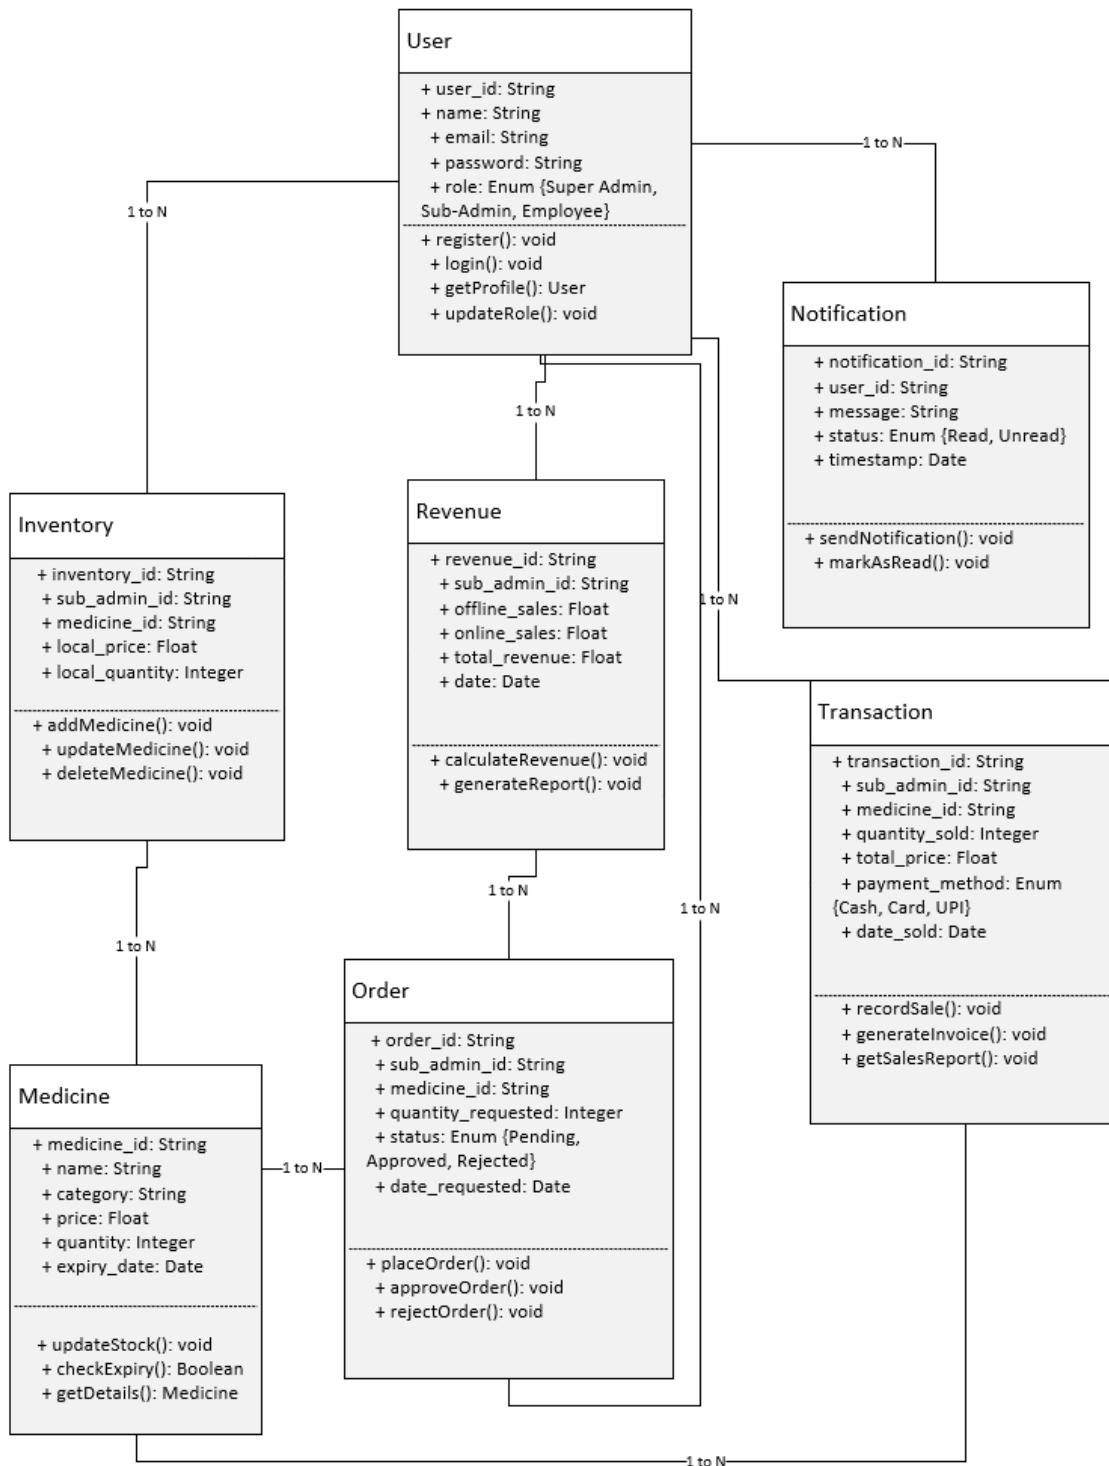 User
+ user_id: String
+ name: String
+ email: String
+ password: String
+ role: Enum {Super Admin,
Sub-Admin, Employee}
+ register(): void
+ login(): void
+ getProfile(): User
+ updateRole(): void
1 to N
1 to N
Notification
+ notification_id: String
+ user_id: String
+ message: String
+ status: Enum {Read, Unread}
+ timestamp: Date
+ sendNotification(): void
+ markAsRead(): void
1 to N
Inventory
+ inventory_id: String
+ sub_admin_id: String
+ medicine_id: String
+ local_price: Float
+ local_quantity: Integer
+ addMedicine(): void
+ updateMedicine(): void
+ deleteMedicine(): void
Revenue
+ revenue_id: String
+ sub_admin_id: String
+ offline_sales: Float
+ online_sales: Float
+ total_revenue: Float
+ date: Date
+ calculateRevenue(): void
+ generateReport(): void
1 to N
Transaction
+ transaction_id: String
+ sub_admin_id: String
+ medicine_id: String
+ quantity_sold: Integer
+ total_price: Float
+ payment_method: Enum
{Cash, Card, UPI}
+ date_sold: Date
+ recordSale(): void
+ generateInvoice(): void
+ getSalesReport(): void
1 to N
1 to N
1 to N
Order
+ order_id: String
+ sub_admin_id: String
+ medicine_id: String
+ quantity_requested: Integer
+ status: Enum {Pending,
Approved, Rejected}
+ date_requested: Date
+ placeOrder(): void
+ approveOrder(): void
+ rejectOrder(): void
Medicine
+ medicine_id: String
+ name: String
+ category: String
+ price: Float
+ quantity: Integer
+ expiry_date: Date
+ updateStock(): void
+ checkExpiry(): Boolean
+ getDetails(): Medicine
1 to N
1 to N